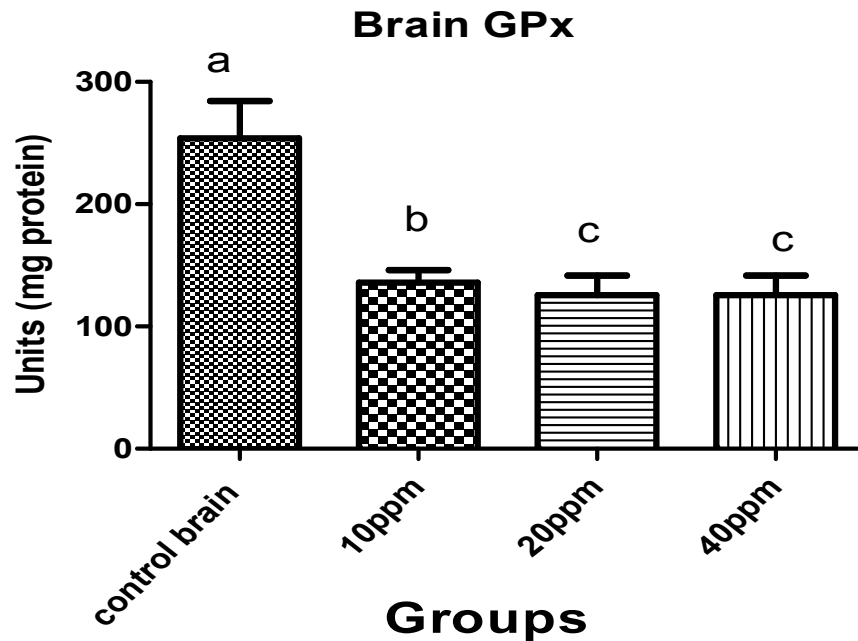 Brain GPx
a
b
c
c
Units (mg protein)
300
200
100
0
control brain
10ppm
20ppm
40ppm
Groups